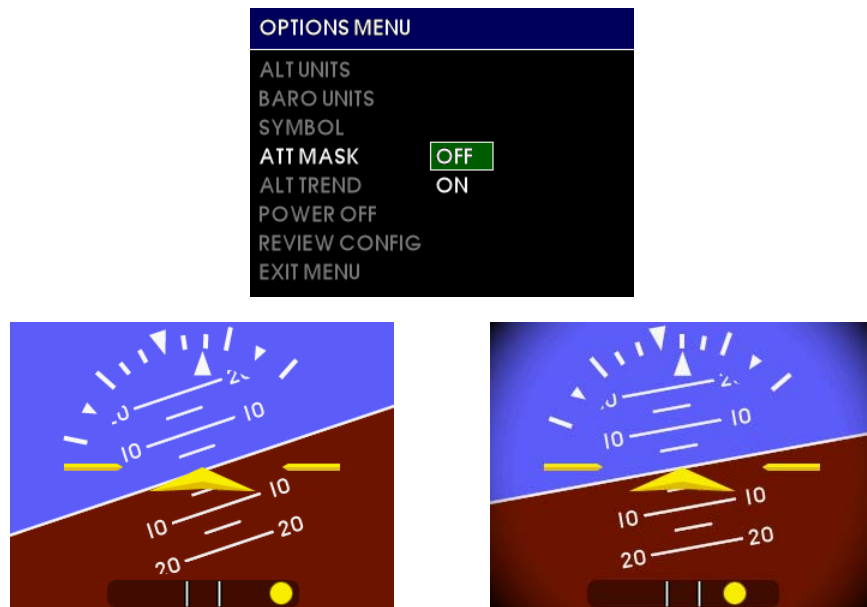 OPTIONS MENU
ALT UNITS
BARO UNITS
SYMBOL
ATT MASK OFF
ALT TREND ON
POWER OFF
REVIEW CONFIG
EXIT MENU
10 10
10 10
20 20
10 10
10 10
20 20